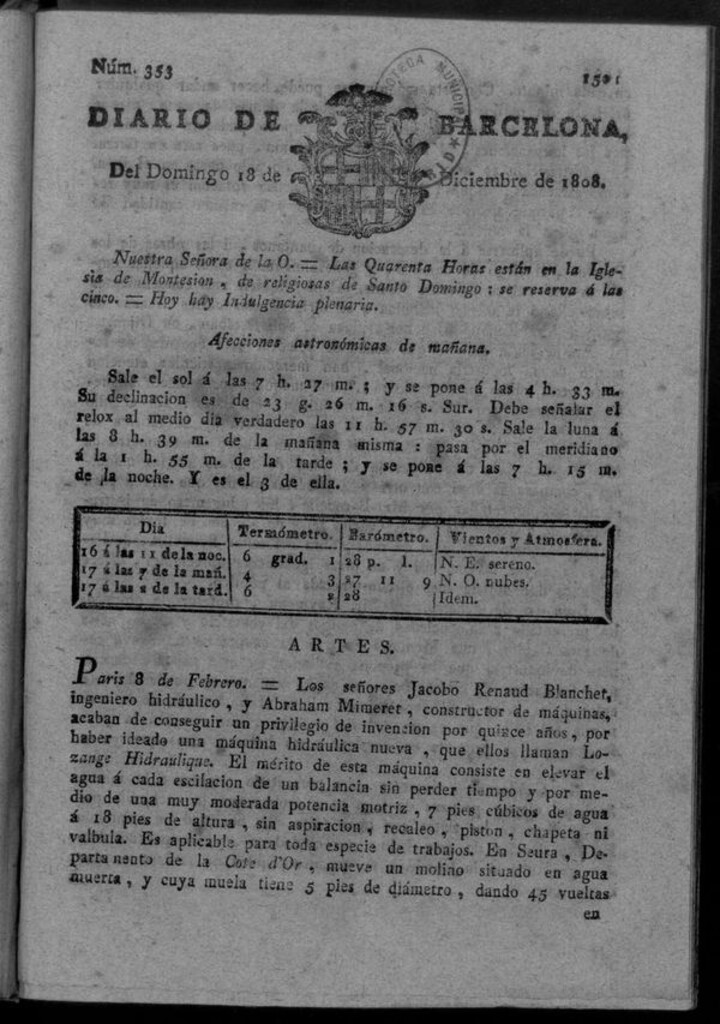 Núm. 353
DIARIO DE BARCELONA,
Del Domingo 18 de Diciembre de 1808.
Nuestra Señora de la O. = Las Quarenta Horas están en la Igle-
sia de Montesion, de religiosas de Santo Domingo : se reserva á las
cinco. = Hoy hay Indulgencia plenaria.
Afecciones astronómicas de mañana.
Sale el sol á las 7 h. 27 m. ; y se pone á las 4 h. 33 m.
Su declinacion es de 23 g. 26 m. 16 s. Sur. Debe señalar el
relox al medio dia verdadero las 11 h. 57 m. 30 s. Sale la luna á
las 8 h. 39 m. de la mañana misma : pasa por el meridiano
á la 1 h. 55 m. de la tarde ; y se pone á las 7 h. 15 m.
de la noche. Y es el 3 de ella.
Dia Termómetro. Barómetro. Vientos y Atmosfera.
16 á las 11 de la noc. 6 grad. 1 28 p. l. N. E. sereno.
17 á las 7 de la mañ. 4 3 27 11 9 N. O. nubes.
17 á las 2 de la tard. 6 2 28 Idem.
ARTES.
Paris 8 de Febrero. = Los señores Jacobo Renaud Blanchet,
ingeniero hidráulico, y Abraham Mimeret, constructor de máquinas,
acaban de conseguir un privilegio de invencion por quince años, por
haber ideado una máquina hidráulica nueva, que ellos llaman Lo-
zange Hidraulique. El mérito de esta máquina consiste en elevar el
agua á cada escilacion de un balancin sin perder tiempo y por me-
dio de una muy moderada potencia motriz, 7 pies cúbicos de agua
á 18 pies de altura, sin aspiracion, recaleo, piston, chapeta ni
valbula. Es aplicable para toda especie de trabajos. En Seura, De-
partamento de la Cote d'Or, mueve un molino situado en agua
muerta, y cuya muela tiene 5 pies de diámetro, dando 45 vueltas
en